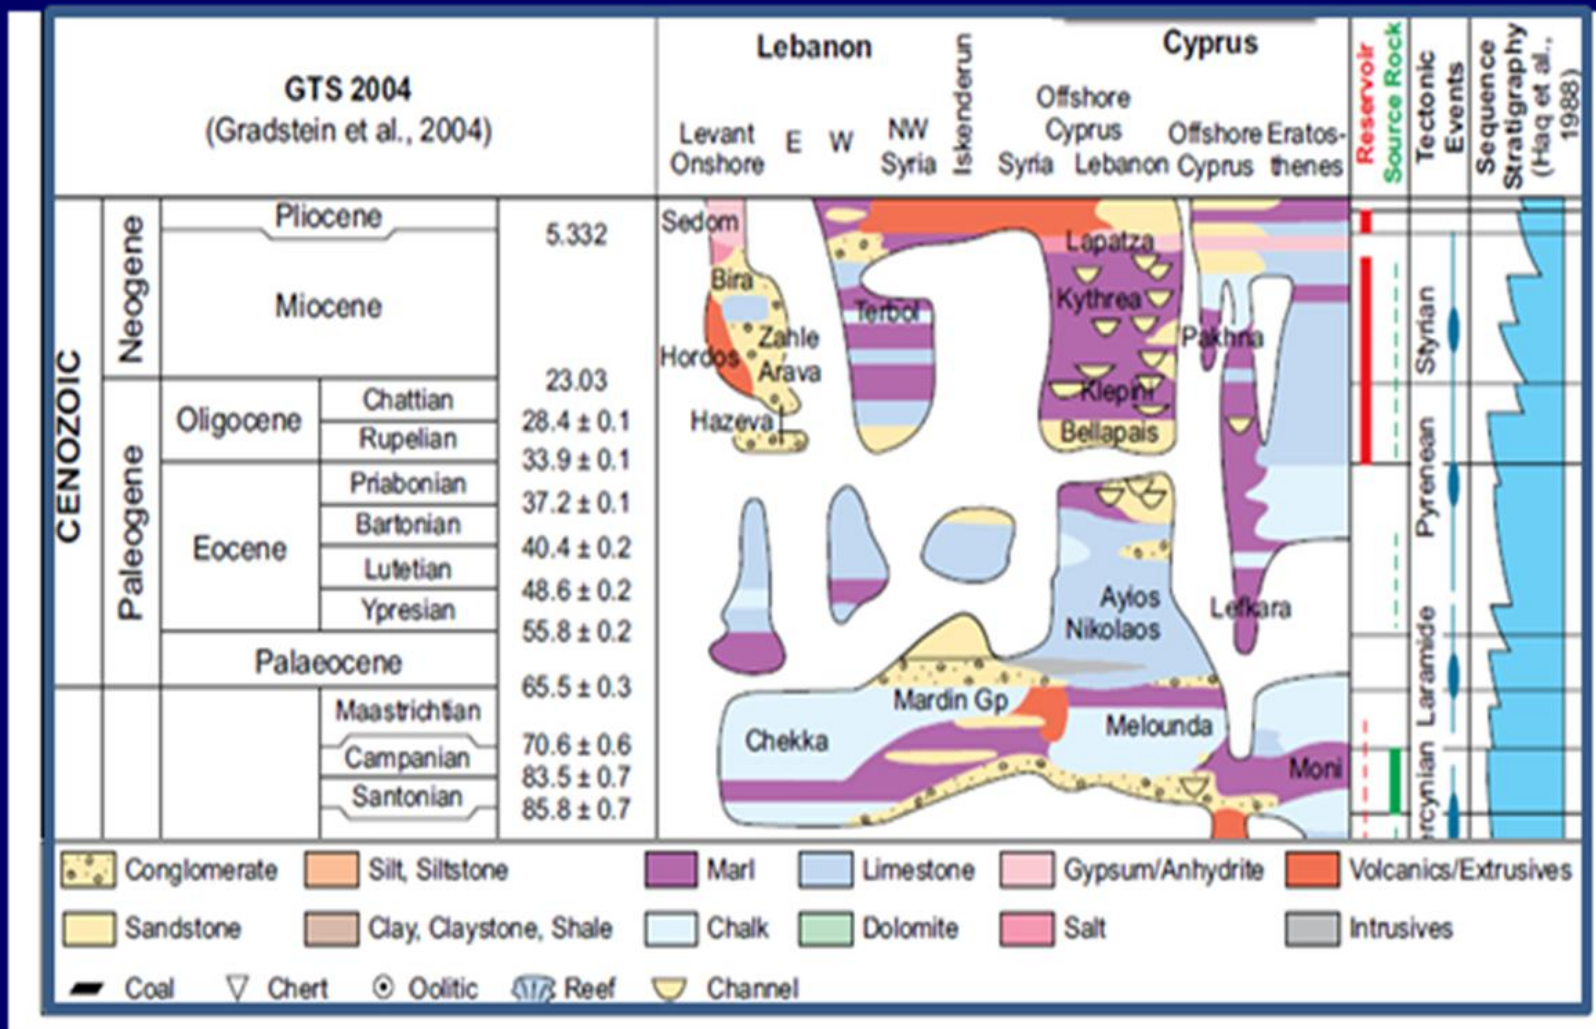 GTS 2004
(Gradstein et al., 2004)
Lebanon
Cyprus
Levant
Onshore
E
W
NW
Syria
Iskenderun
Offshore
Cyprus
Syria
Lebanon
Offshore
Cyprus
Eratos-
thenes
Reservoir
Source Rock
Tectonic
Events
Sequence
Stratigraphy
(Haq et al.,
1988)
CENOZOIC
Neogene
Paleogene
Pliocene
Miocene
Oligocene
Eocene
Palaeocene
Chattian
Rupelian
Priabonian
Bartonian
Lutetian
Ypresian
Maastrichtian
Campanian
Santonian
5.332
23.03
28.4 ± 0.1
33.9 ± 0.1
37.2 ± 0.1
40.4 ± 0.2
48.6 ± 0.2
55.8 ± 0.2
65.5 ± 0.3
70.6 ± 0.6
83.5 ± 0.7
85.8 ± 0.7
Sedom
Bira
Zahle
Hordos
Arava
Hazeva
Terbol
Lapatza
Kythrea
Klepini
Bellapais
Pakhna
Ayios
Nikolaos
Lefkara
Mardin Gp
Chekka
Melounda
Moni
Styrian
Pyrenean
Laramide
ercynian
Conglomerate
Silt, Siltstone
Marl
Limestone
Gypsum/Anhydrite
Volcanics/Extrusives
Sandstone
Clay, Claystone, Shale
Chalk
Dolomite
Salt
Intrusives
Coal
Chert
Oolitic
Reef
Channel